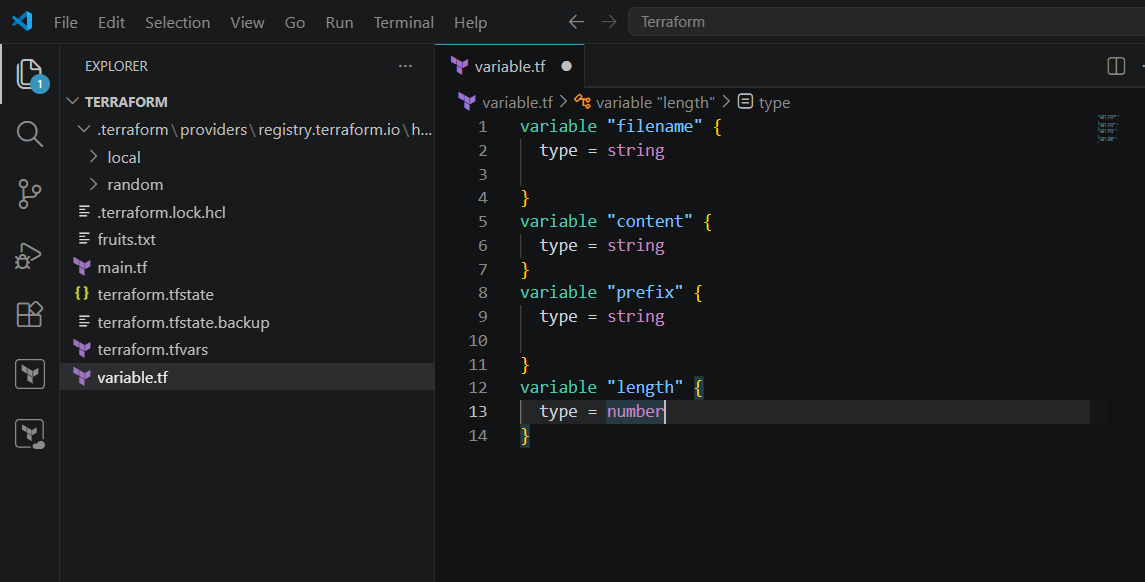 File Edit Selection View Go Run Terminal Help Terraform
EXPLORER ...
variable.tf
1
TERRAFORM
variable.tf > variable "length" > type
.terraform\providers\registry.terraform.io\h...
local
random
.terraform.lock.hcl
fruits.txt
main.tf
{} terraform.tfstate
terraform.tfstate.backup
terraform.tfvars
variable.tf
1 variable "filename" {
2 type = string
3
4 }
5 variable "content" {
6 type = string
7 }
8 variable "prefix" {
9 type = string
10
11 }
12 variable "length" {
13 type = number
14 }